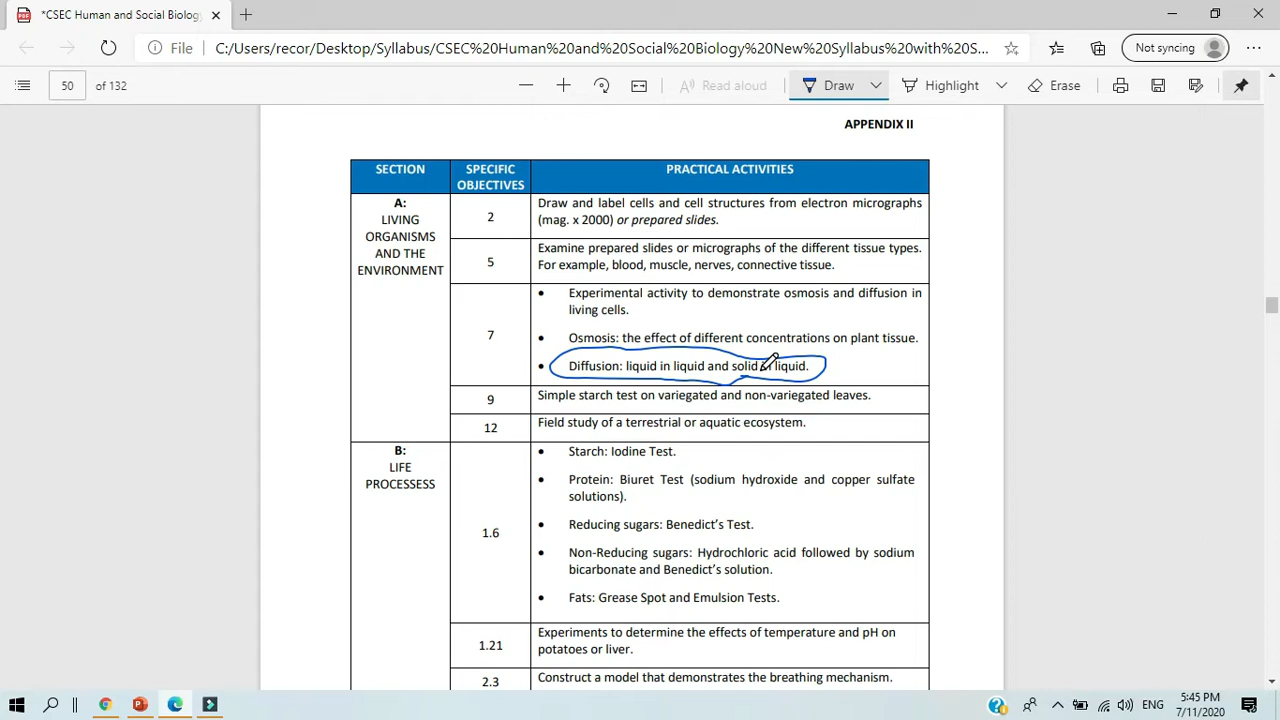 *CSEC Human and Social Biology
File C:/Users/recor/Desktop/Syllabus/CSEC%20Human%20and%20Social%20Biology%20New%20Syllabus%20with%20S... Not syncing
50 of 132 Read aloud Draw Highlight Erase
APPENDIX II
SECTION
SPECIFIC
OBJECTIVES
PRACTICAL ACTIVITIES
A:
LIVING
ORGANISMS
AND THE
ENVIRONMENT
2
Draw and label cells and cell structures from electron micrographs
(mag. x 2000) or prepared slides.
5
Examine prepared slides or micrographs of the different tissue types.
For example, blood, muscle, nerves, connective tissue.
7
• Experimental activity to demonstrate osmosis and diffusion in
living cells.
• Osmosis: the effect of different concentrations on plant tissue.
• Diffusion: liquid in liquid and solid in liquid.
9
Simple starch test on variegated and non-variegated leaves.
12
Field study of a terrestrial or aquatic ecosystem.
B:
LIFE
PROCESSESS
1.6
• Starch: Iodine Test.
• Protein: Biuret Test (sodium hydroxide and copper sulfate
solutions).
• Reducing sugars: Benedict's Test.
• Non-Reducing sugars: Hydrochloric acid followed by sodium
bicarbonate and Benedict's solution.
• Fats: Grease Spot and Emulsion Tests.
1.21
Experiments to determine the effects of temperature and pH on
potatoes or liver.
2.3
Construct a model that demonstrates the breathing mechanism.
ENG
5:45 PM
7/11/2020